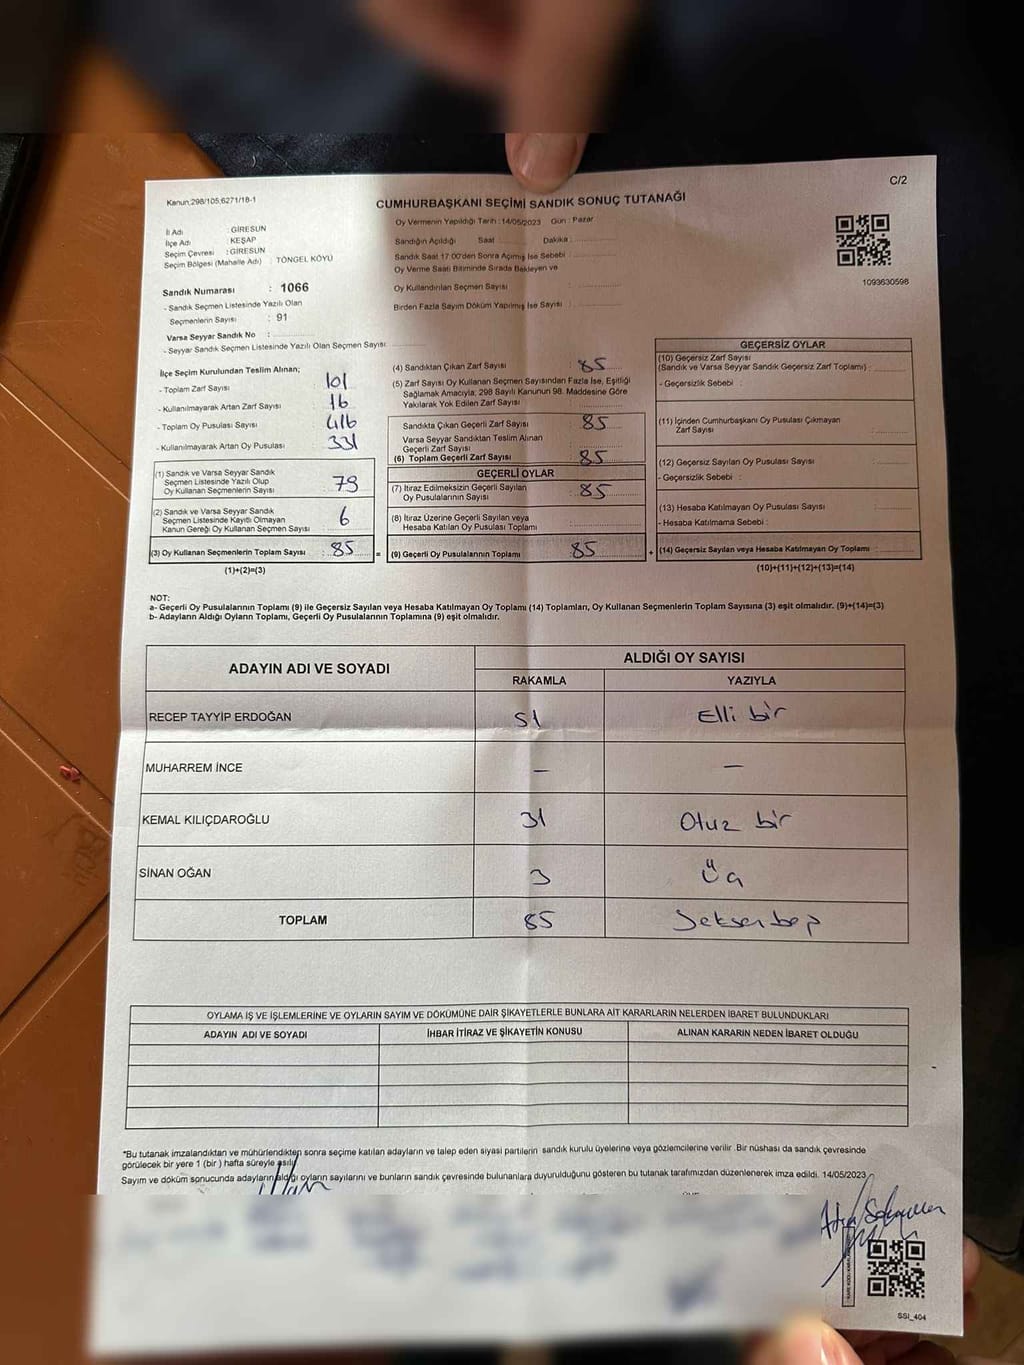 C/2
Kanun:298/105;6271/18-1
CUMHURBAŞKANI SEÇİMİ SANDIK SONUÇ TUTANAĞI
Oy Vermenin Yapıldığı Tarih : 14/05/2023 Gün : Pazar
İl Adı : GİRESUN
İlçe Adı : KEŞAP
Seçim Çevresi : GİRESUN
Seçim Bölgesi (Mahalle Adı) : TÖNGEL KÖYÜ
Sandığın Açıldığı Saat Dakika
Sandık Saat 17:00'den Sonra Açılmış İse Sebebi :
Oy Verme Saati Bitiminde Sırada Bekleyen ve
Oy Kullandırılan Seçmen Sayısı :
Birden Fazla Sayım Döküm Yapılmış İse Sayısı :
1093630598
Sandık Numarası : 1066
- Sandık Seçmen Listesinde Yazılı Olan
Seçmenlerin Sayısı : 91
Varsa Seyyar Sandık No :
- Seyyar Sandık Seçmen Listesinde Yazılı Olan Seçmen Sayısı:
İlçe Seçim Kurulundan Teslim Alınan;
- Toplam Zarf Sayısı : 101
- Kullanılmayarak Artan Zarf Sayısı : 16
- Toplam Oy Pusulası Sayısı : 416
- Kullanılmayarak Artan Oy Pusulası : 331
(1) Sandık ve Varsa Seyyar Sandık
Seçmen Listesinde Yazılı Olup
Oy Kullanan Seçmenlerin Sayısı : 79
(2) Sandık ve Varsa Seyyar Sandık
Seçmen Listesinde Kayıtlı Olmayan
Kanun Gereği Oy Kullanan Seçmen Sayısı : 6
(3) Oy Kullanan Seçmenlerin Toplam Sayısı : 85 =
(1)+(2)=(3)
(4) Sandıktan Çıkan Zarf Sayısı : 85
(5) Zarf Sayısı Oy Kullanan Seçmen Sayısından Fazla İse, Eşitliği
Sağlamak Amacıyla, 298 Sayılı Kanunun 98. Maddesine Göre
Yakılarak Yok Edilen Zarf Sayısı :
Sandıkta Çıkan Geçerli Zarf Sayısı : 85
Varsa Seyyar Sandıktan Teslim Alınan
Geçerli Zarf Sayısı :
(6) Toplam Geçerli Zarf Sayısı : 85
GEÇERLİ OYLAR
(7) İtiraz Edilmeksizin Geçerli Sayılan
Oy Pusulalarının Sayısı : 85
(8) İtiraz Üzerine Geçerli Sayılan veya
Hesaba Katılan Oy Pusulası Toplamı :
(9) Geçerli Oy Pusulalarının Toplamı : 85 +
GEÇERSİZ OYLAR
(10) Geçersiz Zarf Sayısı
(Sandık ve Varsa Seyyar Sandık Geçersiz Zarf Toplamı) :
- Geçersizlik Sebebi :
(11) İçinden Cumhurbaşkanı Oy Pusulası Çıkmayan
Zarf Sayısı :
(12) Geçersiz Sayılan Oy Pusulası Sayısı :
- Geçersizlik Sebebi :
(13) Hesaba Katılmayan Oy Pusulası Sayısı :
- Hesaba Katılmama Sebebi :
(14) Geçersiz Sayılan veya Hesaba Katılmayan Oy Toplamı :
(10)+(11)+(12)+(13)=(14)
NOT:
a- Geçerli Oy Pusulalarının Toplamı (9) ile Geçersiz Sayılan veya Hesaba Katılmayan Oy Toplamı (14) Toplamları, Oy Kullanan Seçmenlerin Toplam Sayısına (3) eşit olmalıdır. (9)+(14)=(3)
b- Adayların Aldığı Oyların Toplamı, Geçerli Oy Pusulalarının Toplamına (9) eşit olmalıdır.
ADAYIN ADI VE SOYADI ALDIĞI OY SAYISI
RAKAMLA YAZIYLA
RECEP TAYYİP ERDOĞAN 51 Elli bir
MUHARREM İNCE — —
KEMAL KILIÇDAROĞLU 31 Otuz bir
SİNAN OĞAN 3 Üç
TOPLAM 85 Seksen beş
OYLAMA İŞ VE İŞLEMLERİNE VE OYLARIN SAYIM VE DÖKÜMÜNE DAİR ŞİKAYETLERLE BUNLARA AİT KARARLARIN NELERDEN İBARET BULUNDUKLARI
ADAYIN ADI VE SOYADI İHBAR İTİRAZ VE ŞİKAYETİN KONUSU ALINAN KARARIN NEDEN İBARET OLDUĞU
*Bu tutanak imzalandıktan ve mühürlendikten sonra seçime katılan adayların ve talep eden siyasi partilerin sandık kurulu üyelerine veya gözlemcilerine verilir. Bir nüshası da sandık çevresinde
görülecek bir yere 1 (bir ) hafta süreyle asılır.
Sayım ve döküm sonucunda adayların aldığı oyların sayılarını ve bunların sandık çevresinde bulunanlara duyurulduğunu gösteren bu tutanak tarafımızdan düzenlenerek imza edildi. 14/05/2023
SSI_404